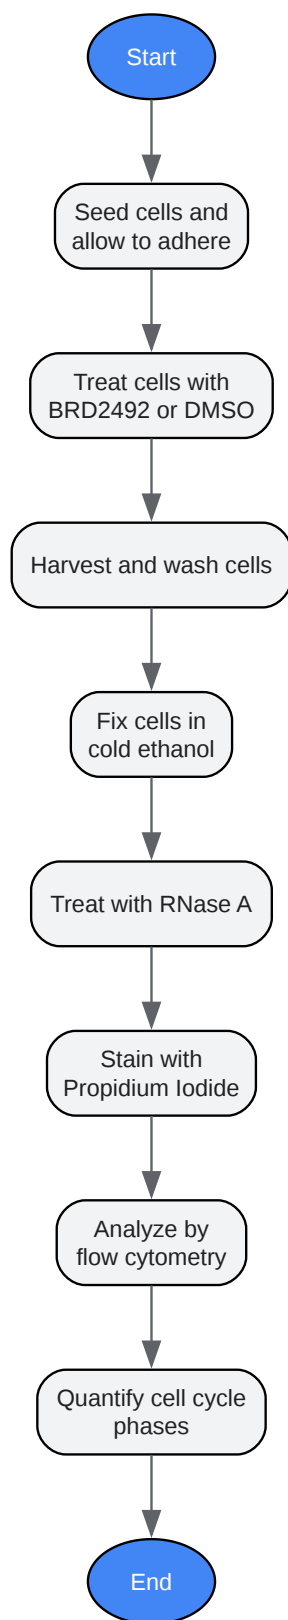 Start
Seed cells and
allow to adhere
Treat cells with
BRD2492 or DMSO
Harvest and wash cells
Fix cells in
cold ethanol
Treat with RNase A
Stain with
Propidium Iodide
Analyze by
flow cytometry
Quantify cell cycle
phases
End